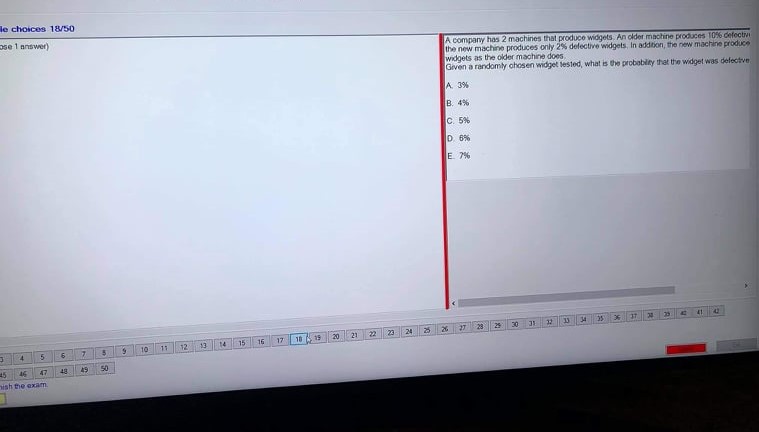 le choices 18/50
ose 1 answer)
A company has 2 machines that produce widgets. An older machine produces 10% defectiv
the new machine produces only 2% defective widgets. In addition, the new machine produce
widgets as the older machine does.
Given a randomly chosen widget tested, what is the probability that the widget was defective
A. 3%
B. 4%
C. 5%
D. 6%
E. 7%
3 4 5 6 7 8 9 10 11 12 13 14 15 16 17 18 19 20 21 22 23 24 25 26 27 28 29 30 31 32 33 34 35 36 37 38 39 40 41 42
45 46 47 48 49 50
nish the exam.